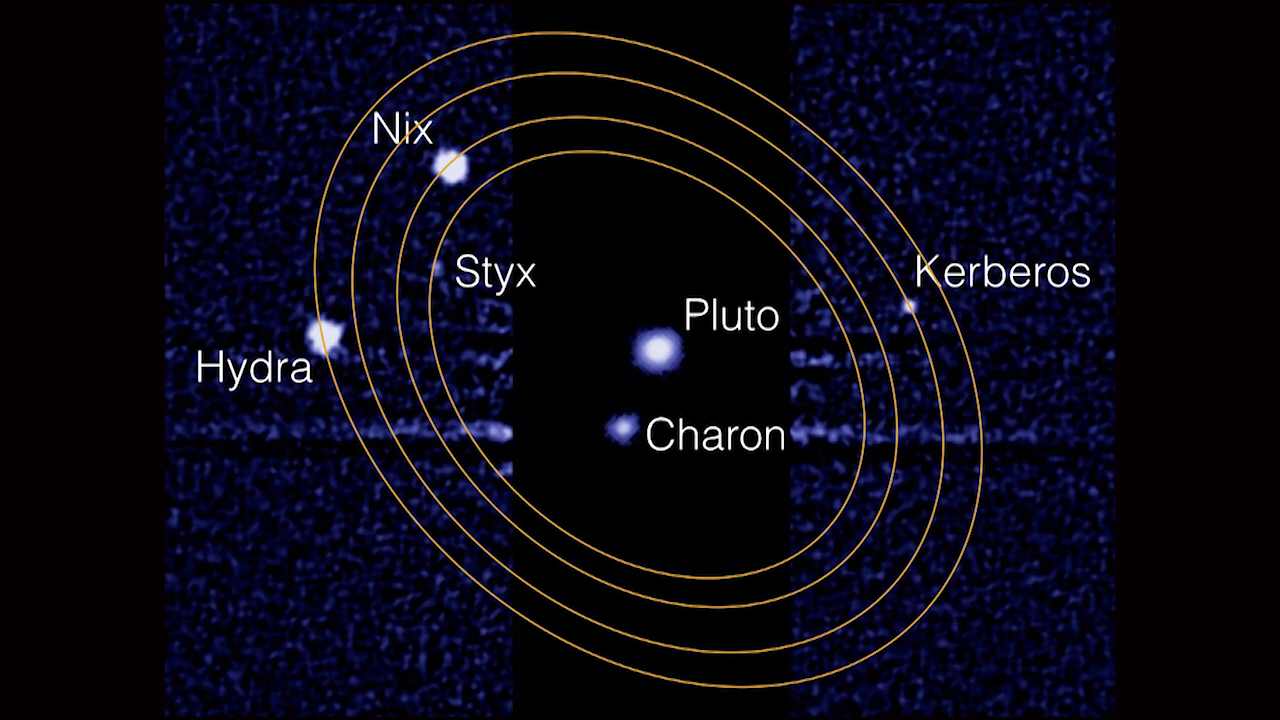 Nix
Styx
Kerberos
Pluto
Hydra
Charon